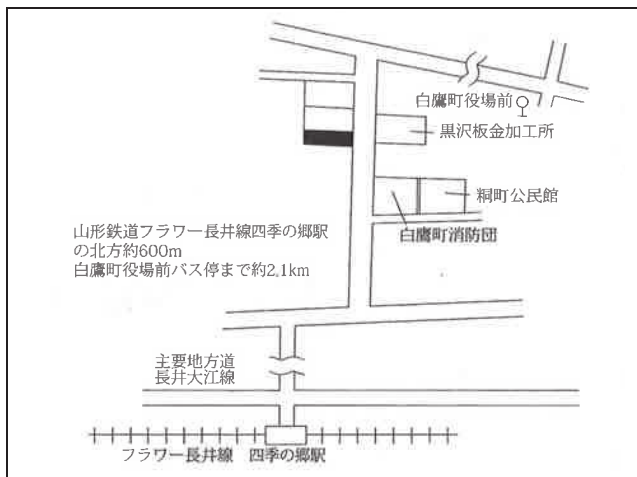 白鷹町役場前
黒沢板金加工所
粡町公民館
白鷹町消防団
山形鉄道フラワー長井線四季の郷駅
の北方約600m
白鷹町役場前バス停まで約2.1km
主要地方道
長井大江線
フラワー長井線 四季の郷駅